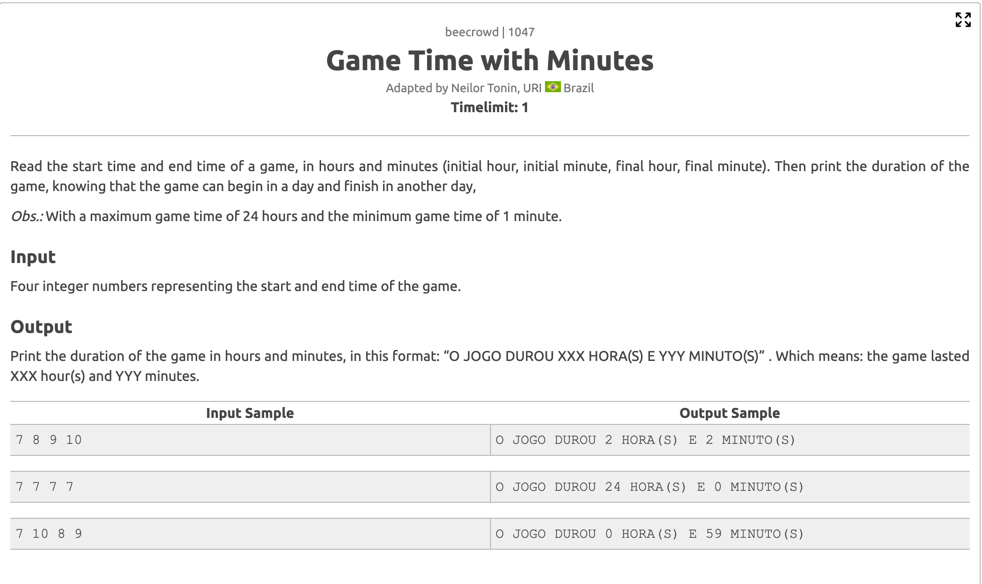 beecrowd | 1047
Game Time with Minutes
Adapted by Neilor Tonin, URI Brazil
Timelimit: 1
Read the start time and end time of a game, in hours and minutes (initial hour, initial minute, final hour, final minute). Then print the duration of the
game, knowing that the game can begin in a day and finish in another day,
Obs.: With a maximum game time of 24 hours and the minimum game time of 1 minute.
Input
Four integer numbers representing the start and end time of the game.
Output
Print the duration of the game in hours and minutes, in this format: “O JOGO DUROU XXX HORA(S) E YYY MINUTO(S)” . Which means: the game lasted
XXX hour(s) and YYY minutes.
Input Sample Output Sample
7 8 9 10 O JOGO DUROU 2 HORA(S) E 2 MINUTO(S)
7 7 7 7 O JOGO DUROU 24 HORA(S) E 0 MINUTO(S)
7 10 8 9 O JOGO DUROU 0 HORA(S) E 59 MINUTO(S)